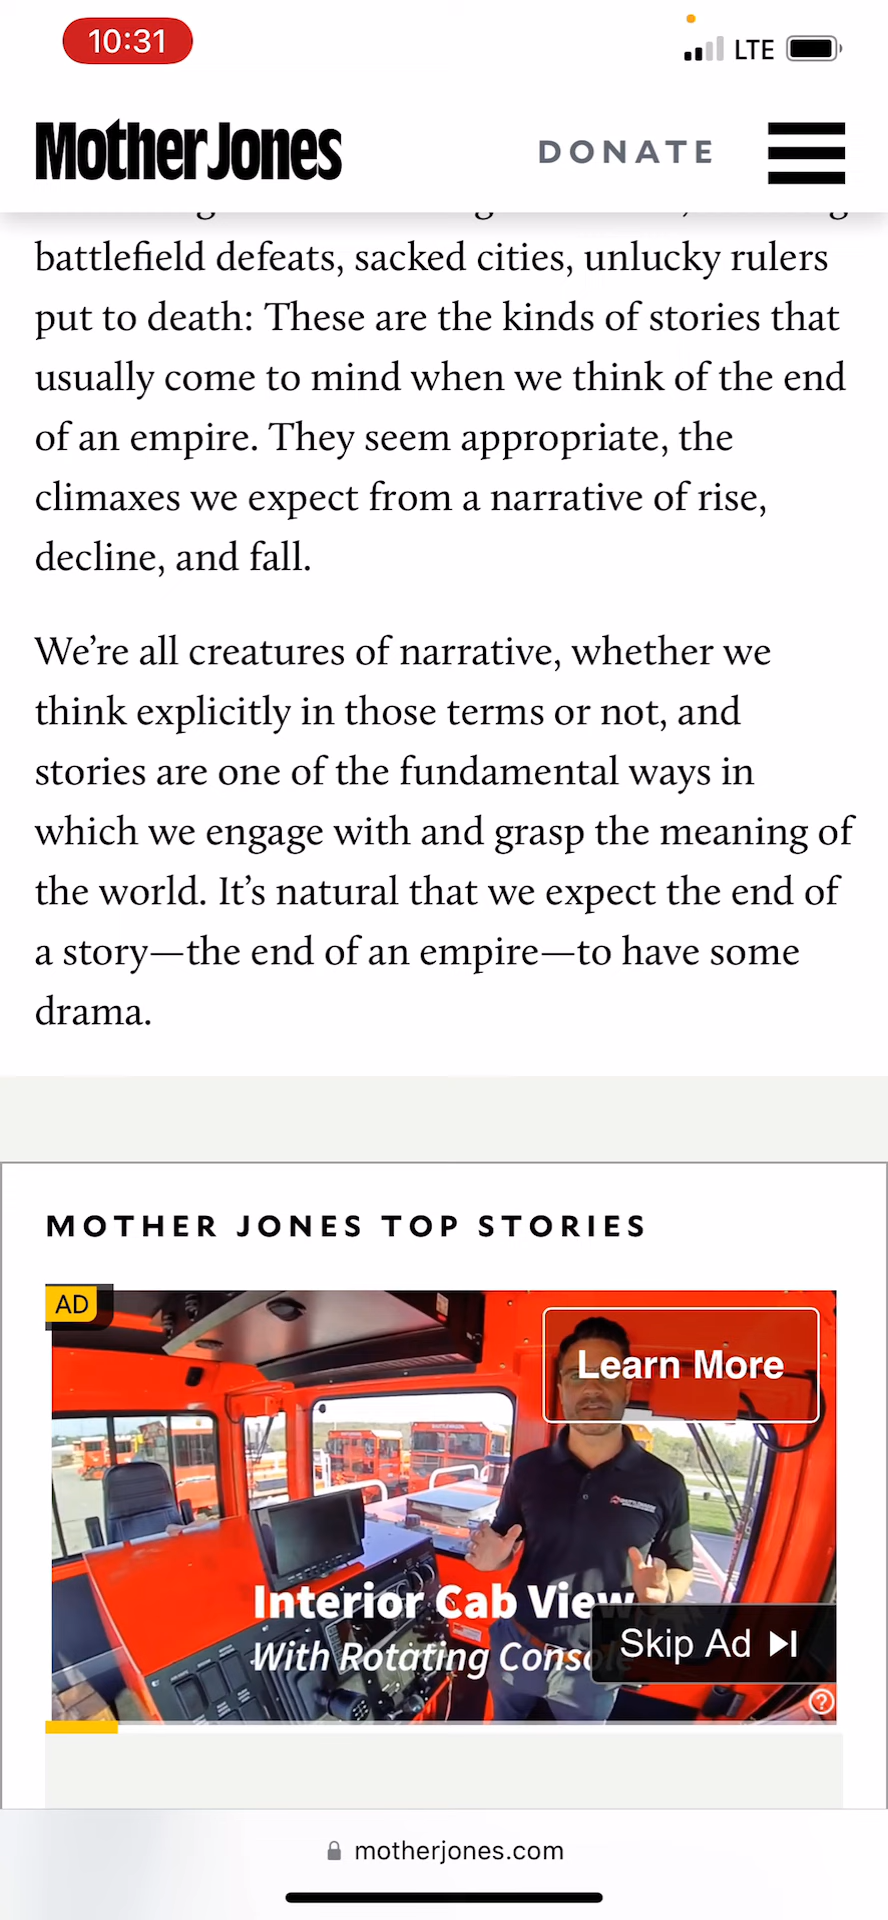 10:31
LTE
Mother Jones
DONATE
battlefield defeats, sacked cities, unlucky rulers
put to death: These are the kinds of stories that
usually come to mind when we think of the end
of an empire. They seem appropriate, the
climaxes we expect from a narrative of rise,
decline, and fall.
We’re all creatures of narrative, whether we
think explicitly in those terms or not, and
stories are one of the fundamental ways in
which we engage with and grasp the meaning of
the world. It’s natural that we expect the end of
a story—the end of an empire—to have some
drama.
MOTHER JONES TOP STORIES
AD
Learn More
Interior Cab View
With Rotating Console
Skip Ad
motherjones.com